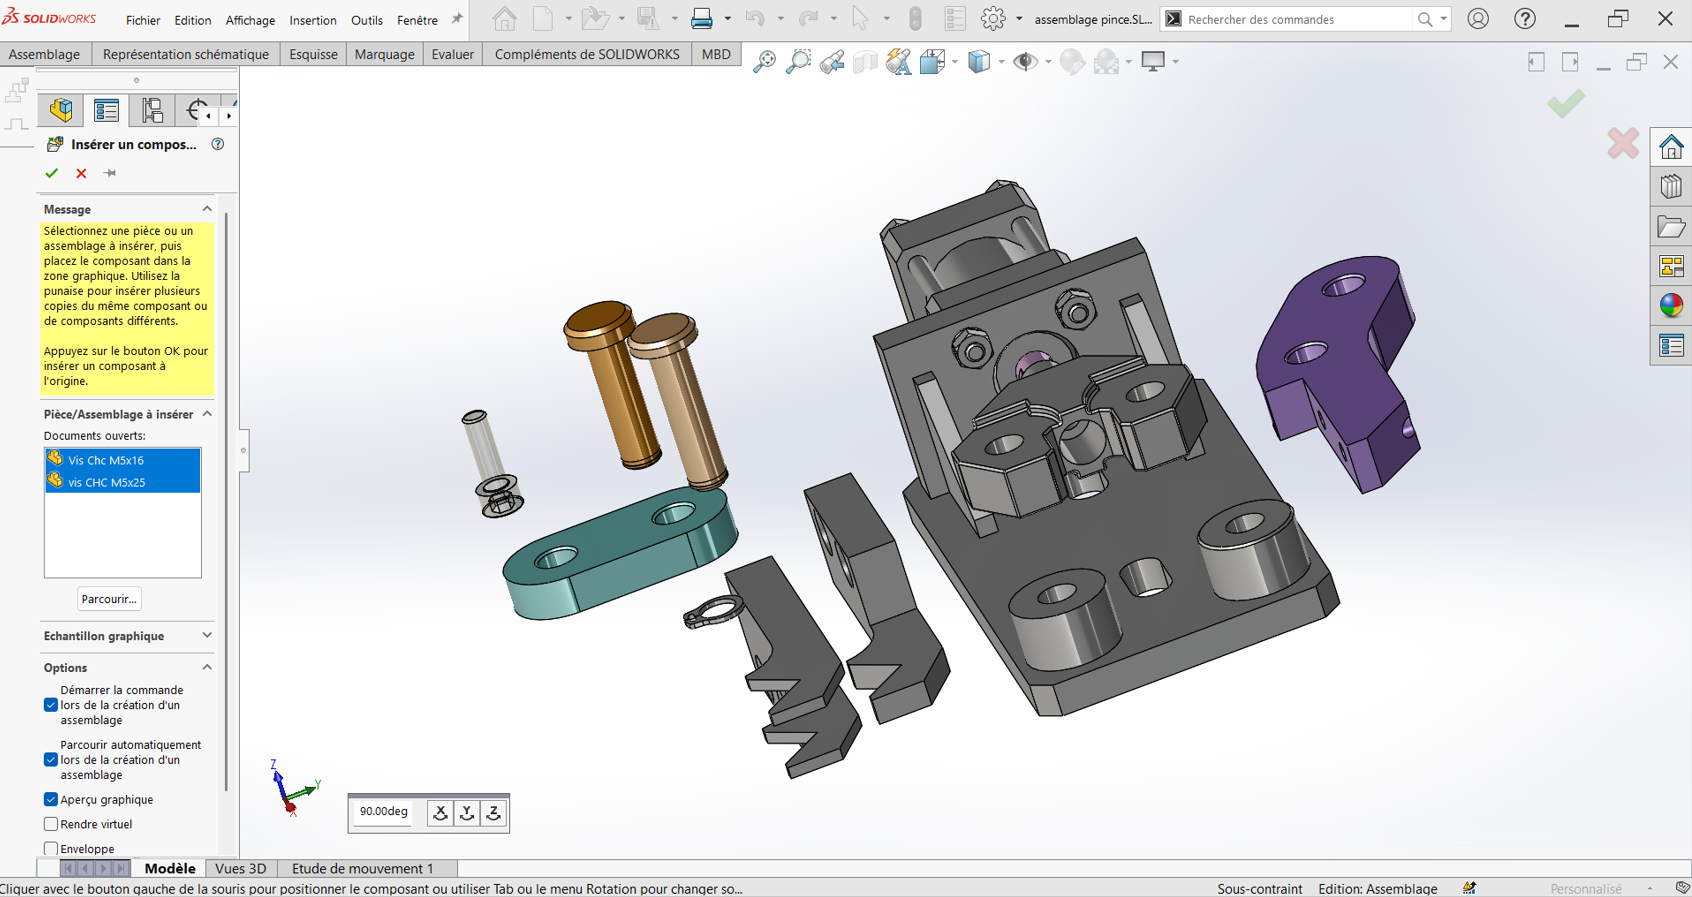 SOLIDWORKS
Fichier Edition Affichage Insertion Outils Fenêtre
assemblage pince.SL...
Rechercher des commandes
Assemblage Représentation schématique Esquisse Marquage Evaluer Compléments de SOLIDWORKS MBD
Insérer un compos...
Message
Sélectionnez une pièce ou un
assemblage à insérer, puis
placez le composant dans la
zone graphique. Utilisez la
punaise pour insérer plusieurs
copies du même composant ou
de composants différents.
Appuyez sur le bouton OK pour
insérer un composant à
l'origine.
Pièce/Assemblage à insérer
Documents ouverts:
Vis Chc M5x16
vis CHC M5x25
Parcourir...
Echantillon graphique
Options
Démarrer la commande
lors de la création d'un
assemblage
Parcourir automatiquement
lors de la création d'un
assemblage
Aperçu graphique
Rendre virtuel
Enveloppe
Z
Y
X
90.00deg X Y Z
Modèle Vues 3D Etude de mouvement 1
Cliquer avec le bouton gauche de la souris pour positionner le composant ou utiliser Tab ou le menu Rotation pour changer so...
Sous-contraint Edition: Assemblage Personnalisé